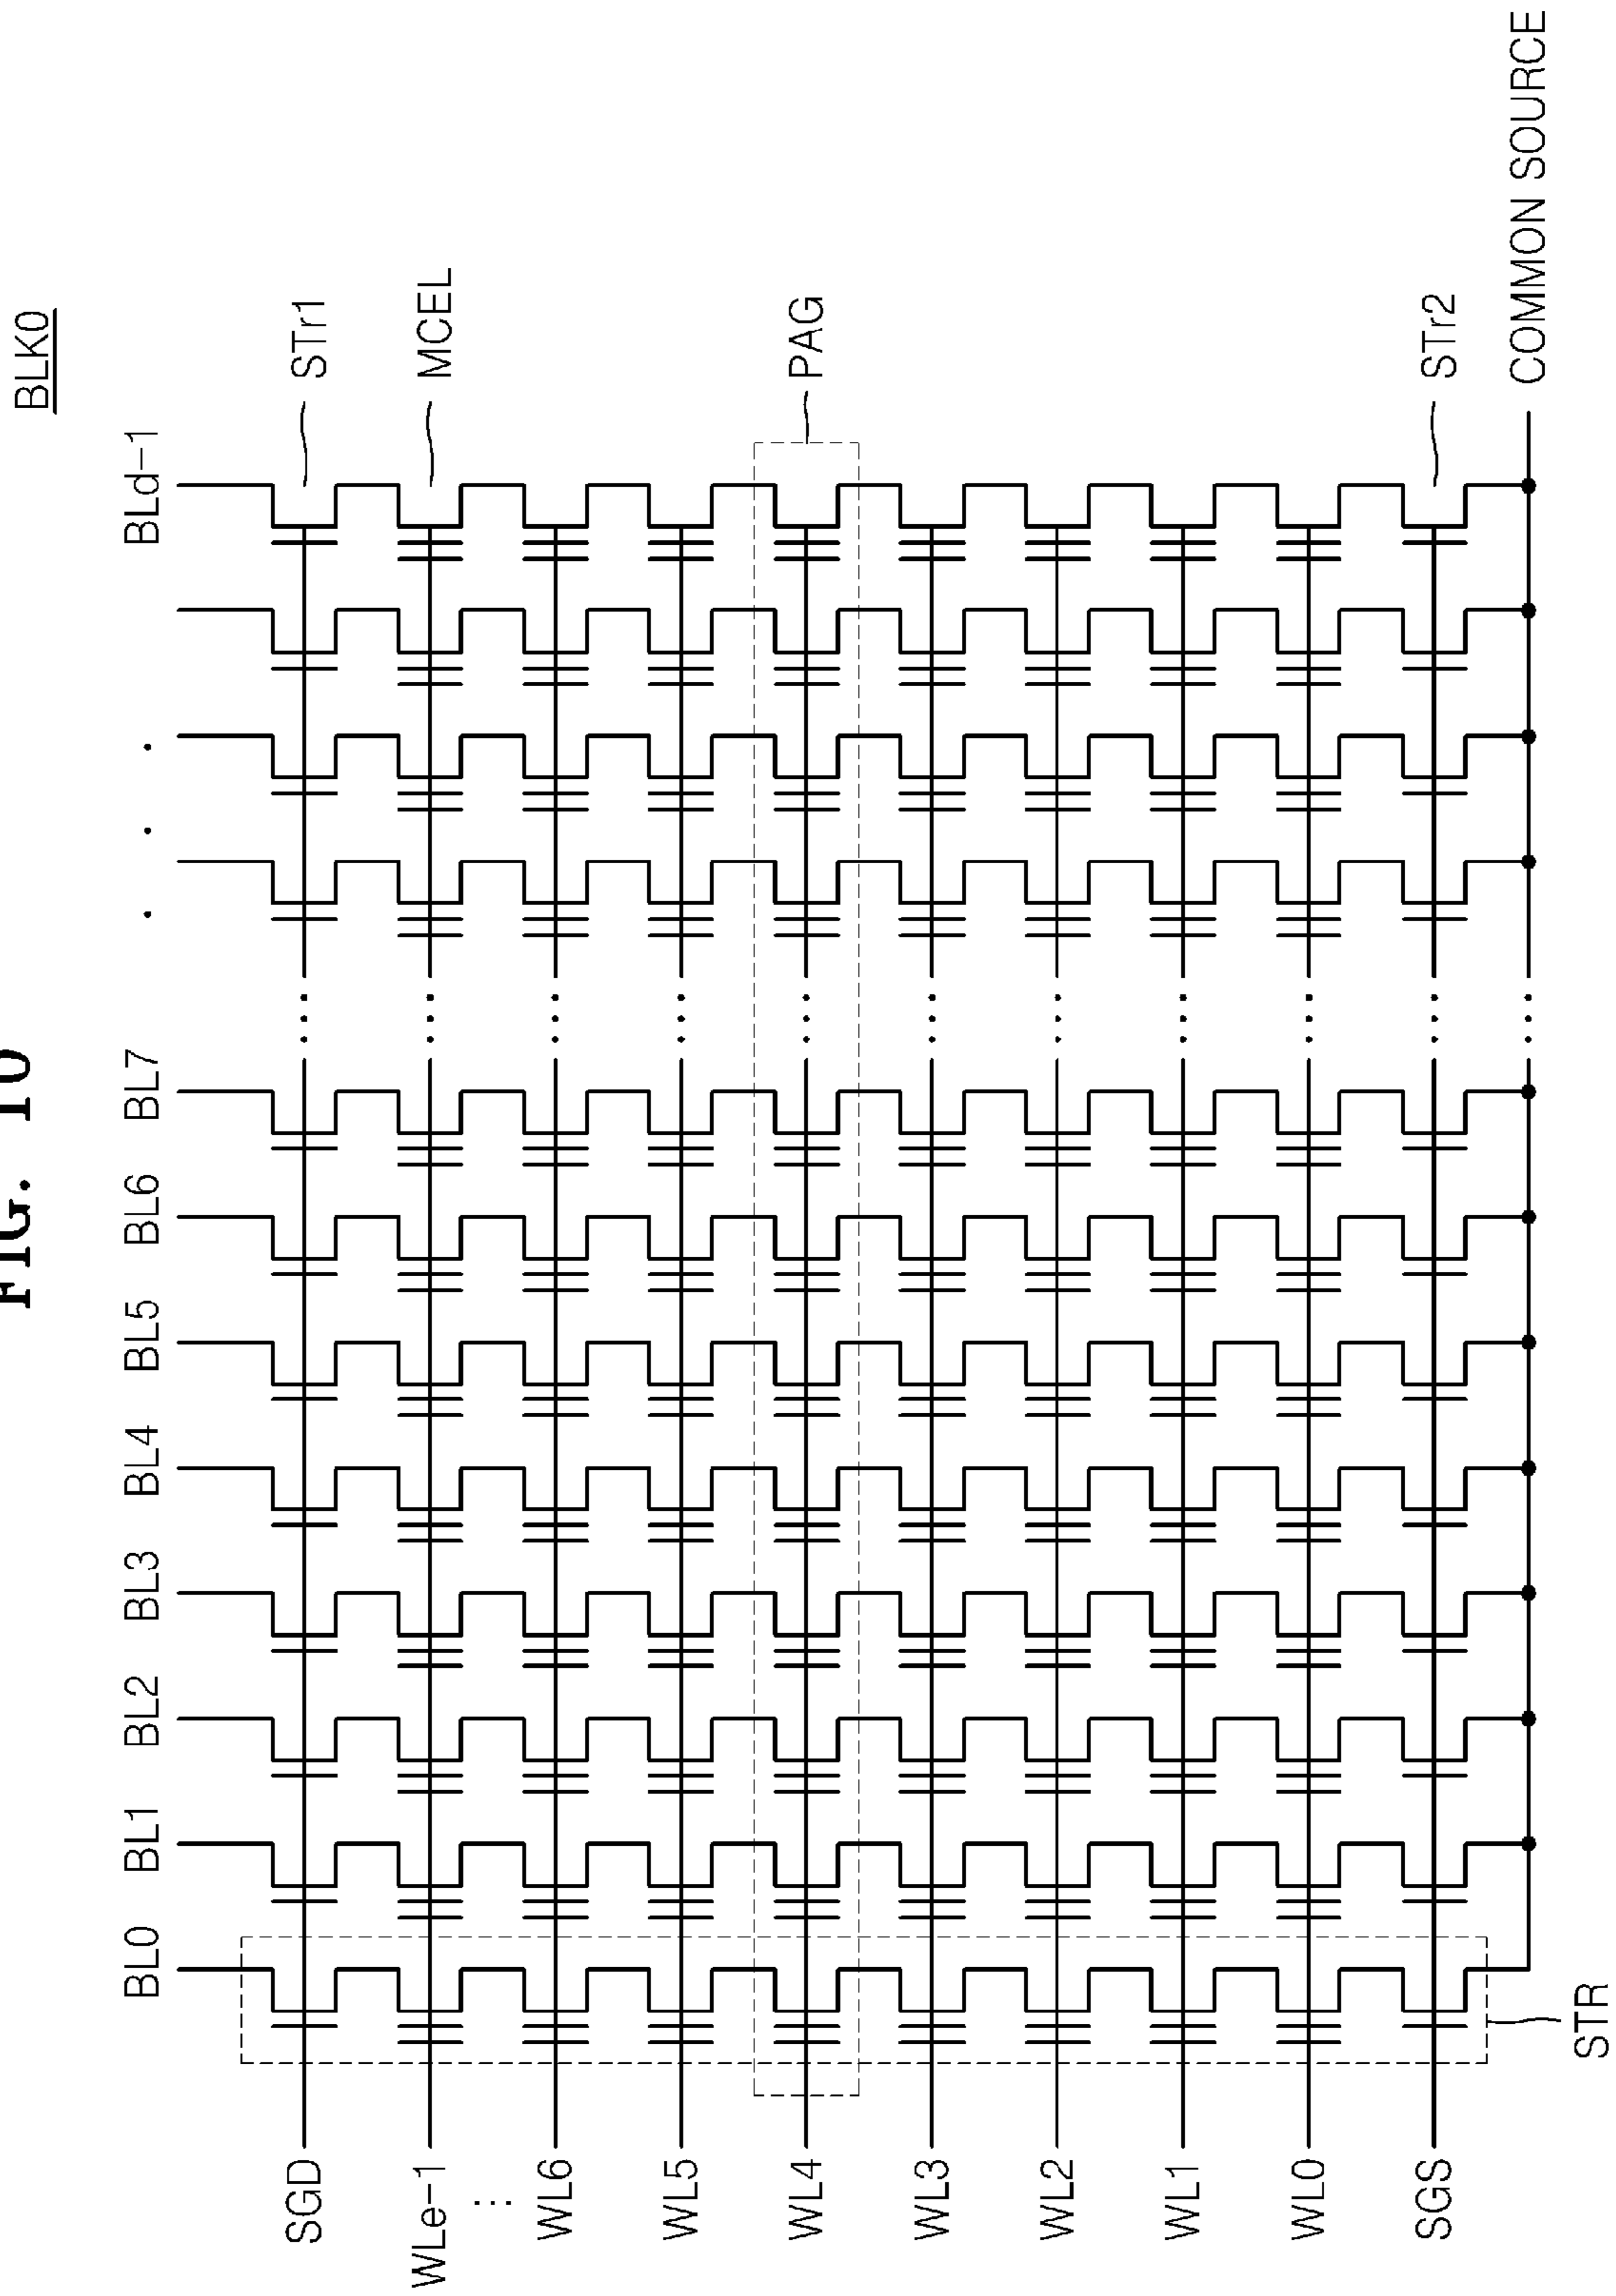 FIG. 10
BLK0
BL0 BL1 BL2 BL3 BL4 BL5 BL6 BL7 . . . BLd-1
SGD
STr1
WLe-1
MCEL
⋮
WL6
WL5
WL4
PAG
WL3
WL2
WL1
WL0
SGS
STr2
COMMON SOURCE
STR